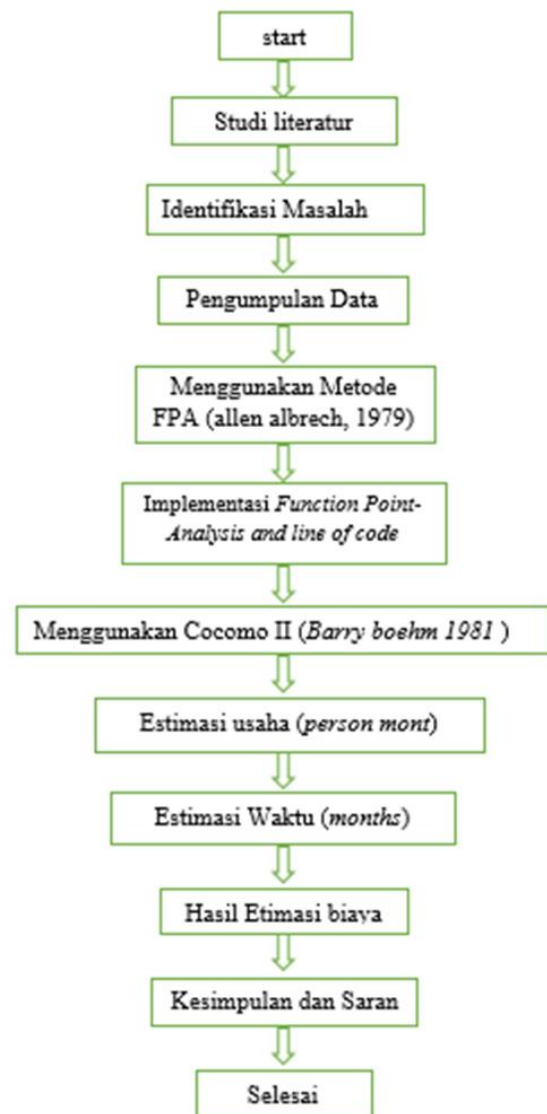 start
Studi literatur
Identifikasi Masalah
Pengumpulan Data
Menggunakan Metode
FPA (allen albrech, 1979)
Implementasi Function Point-
Analysis and line of code
Menggunakan Cocomo II (Barry boehm 1981 )
Estimasi usaha (person mont)
Estimasi Waktu (months)
Hasil Etimasi biaya
Kesimpulan dan Saran
Selesai